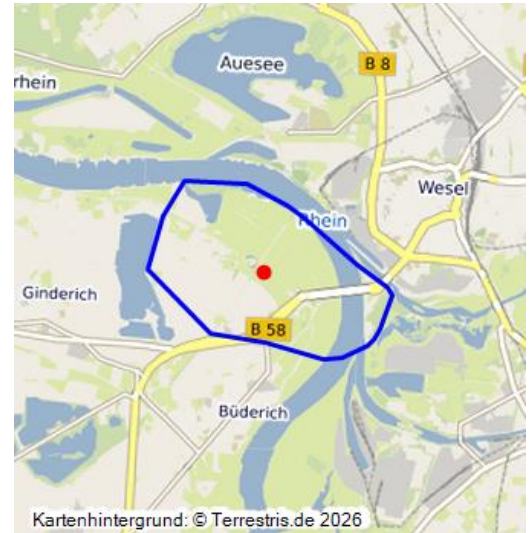 Auesee
B 8
rhein
Wesel
Rhein
Ginderich
B 58
Büderich
Kartenhintergrund: © Terrestris.de 2026